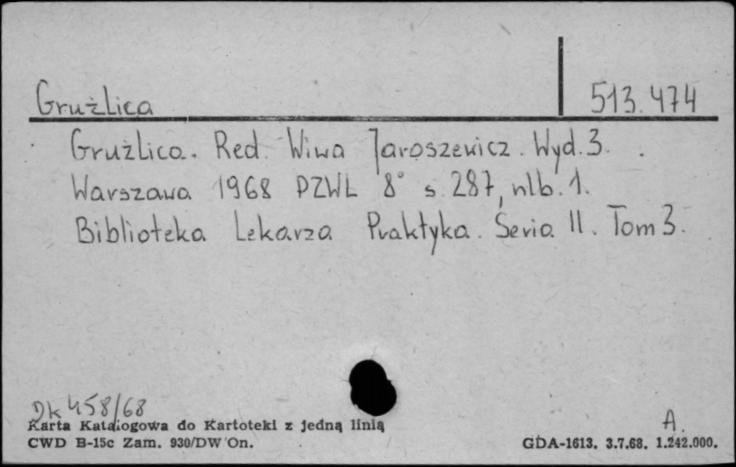 Gruźlica 513.474
Gruźlica. Red. Wiwa Jaroszewicz. Wyd. 3.
Warszawa 1968 PZWL 8° s. 287, nlb. 1.
Biblioteka Lekarza Praktyka. Seria II. Tom 3.
Dk 458/68
Karta Katalogowa do Kartoteki z jedną linią A.
CWD B-15c Zam. 930/DW On. GDA-1613. 3.7.68. 1.242.000.